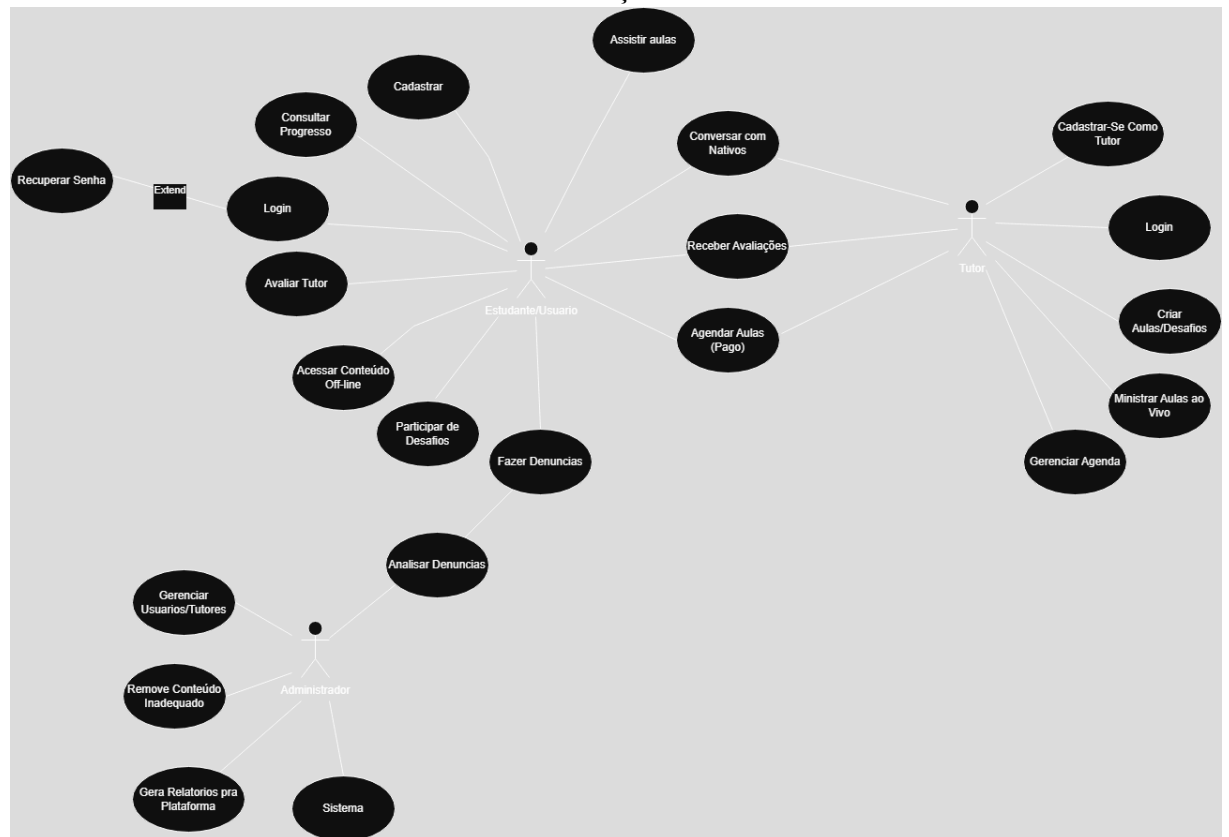 Assistir aulas
Cadastrar
Consultar
Progresso
Conversar com
Nativos
Cadastrar-Se Como
Tutor
Recuperar Senha
Extend
Login
Login
Receber Avaliações
Tutor
Avaliar Tutor
Estudante/Usuario
Criar
Aulas/Desafios
Agendar Aulas
(Pago)
Acessar Conteúdo
Off-line
Ministrar Aulas ao
Vivo
Participar de
Desafios
Fazer Denuncias
Gerenciar Agenda
Analisar Denuncias
Gerenciar
Usuarios/Tutores
Remove Conteúdo
Inadequado
Administrador
Gera Relatorios pra
Plataforma
Sistema